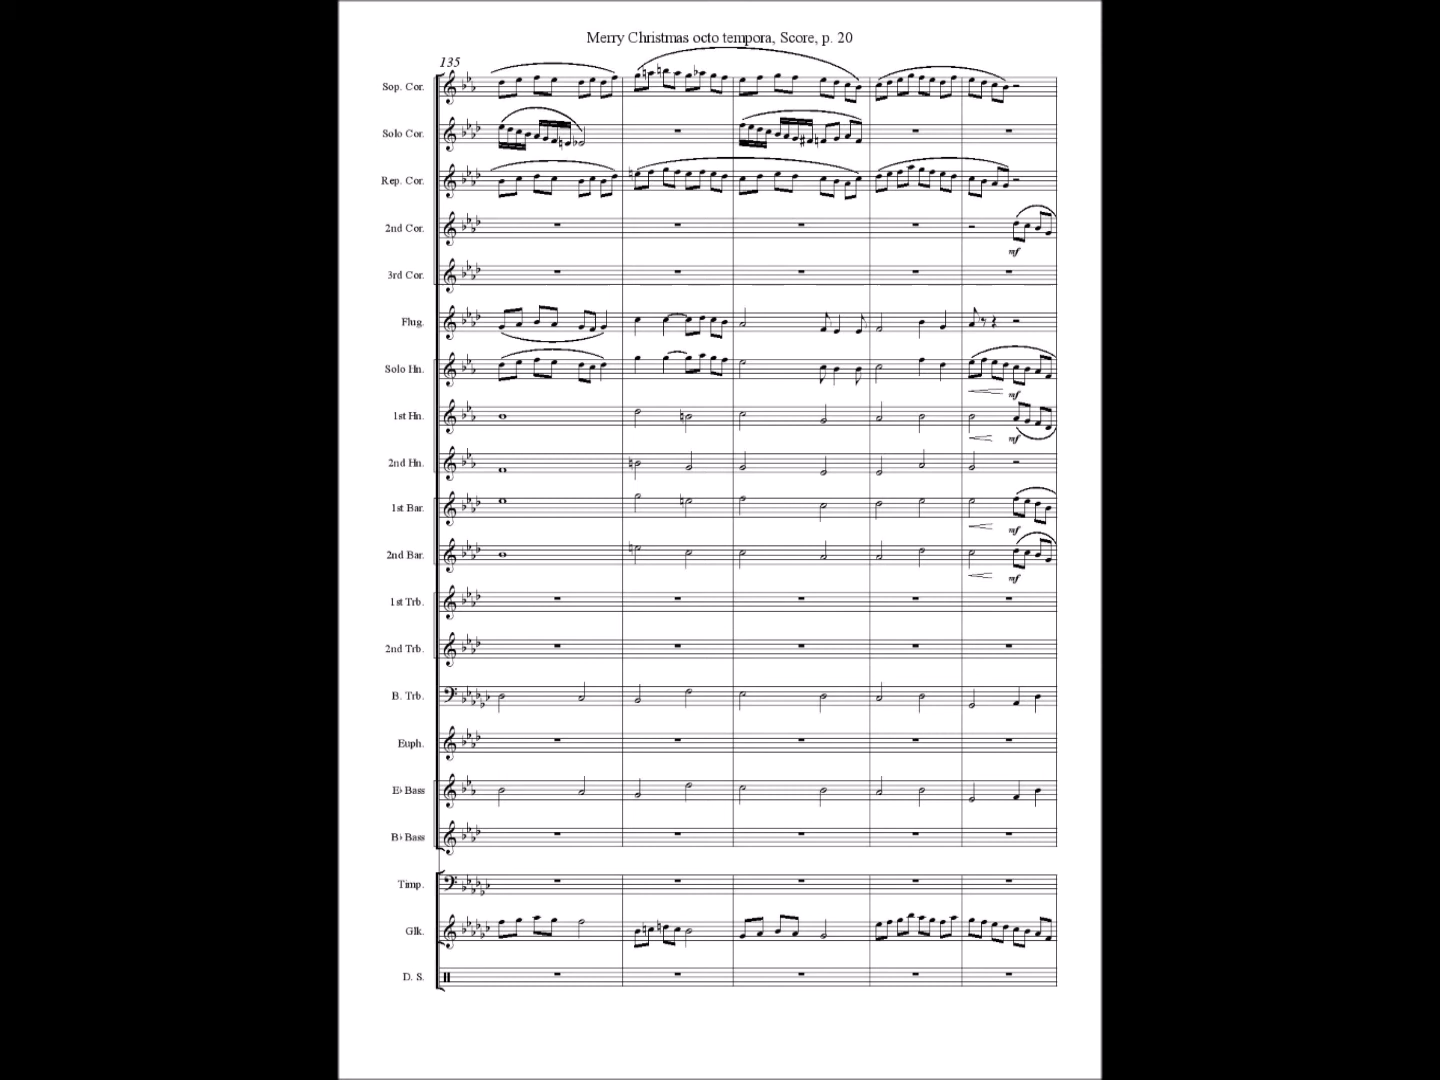 Merry Christmas octo tempora, Score, p. 20
135
Sop. Cor.
Solo Cor.
Rep. Cor.
2nd Cor.
mf
3rd Cor.
Flug.
Solo Hn.
mf
1st Hn.
mf
2nd Hn.
1st Bar.
mf
2nd Bar.
mf
1st Trb.
2nd Trb.
B. Trb.
Euph.
E♭ Bass
B♭ Bass
Timp.
Glk.
D. S.